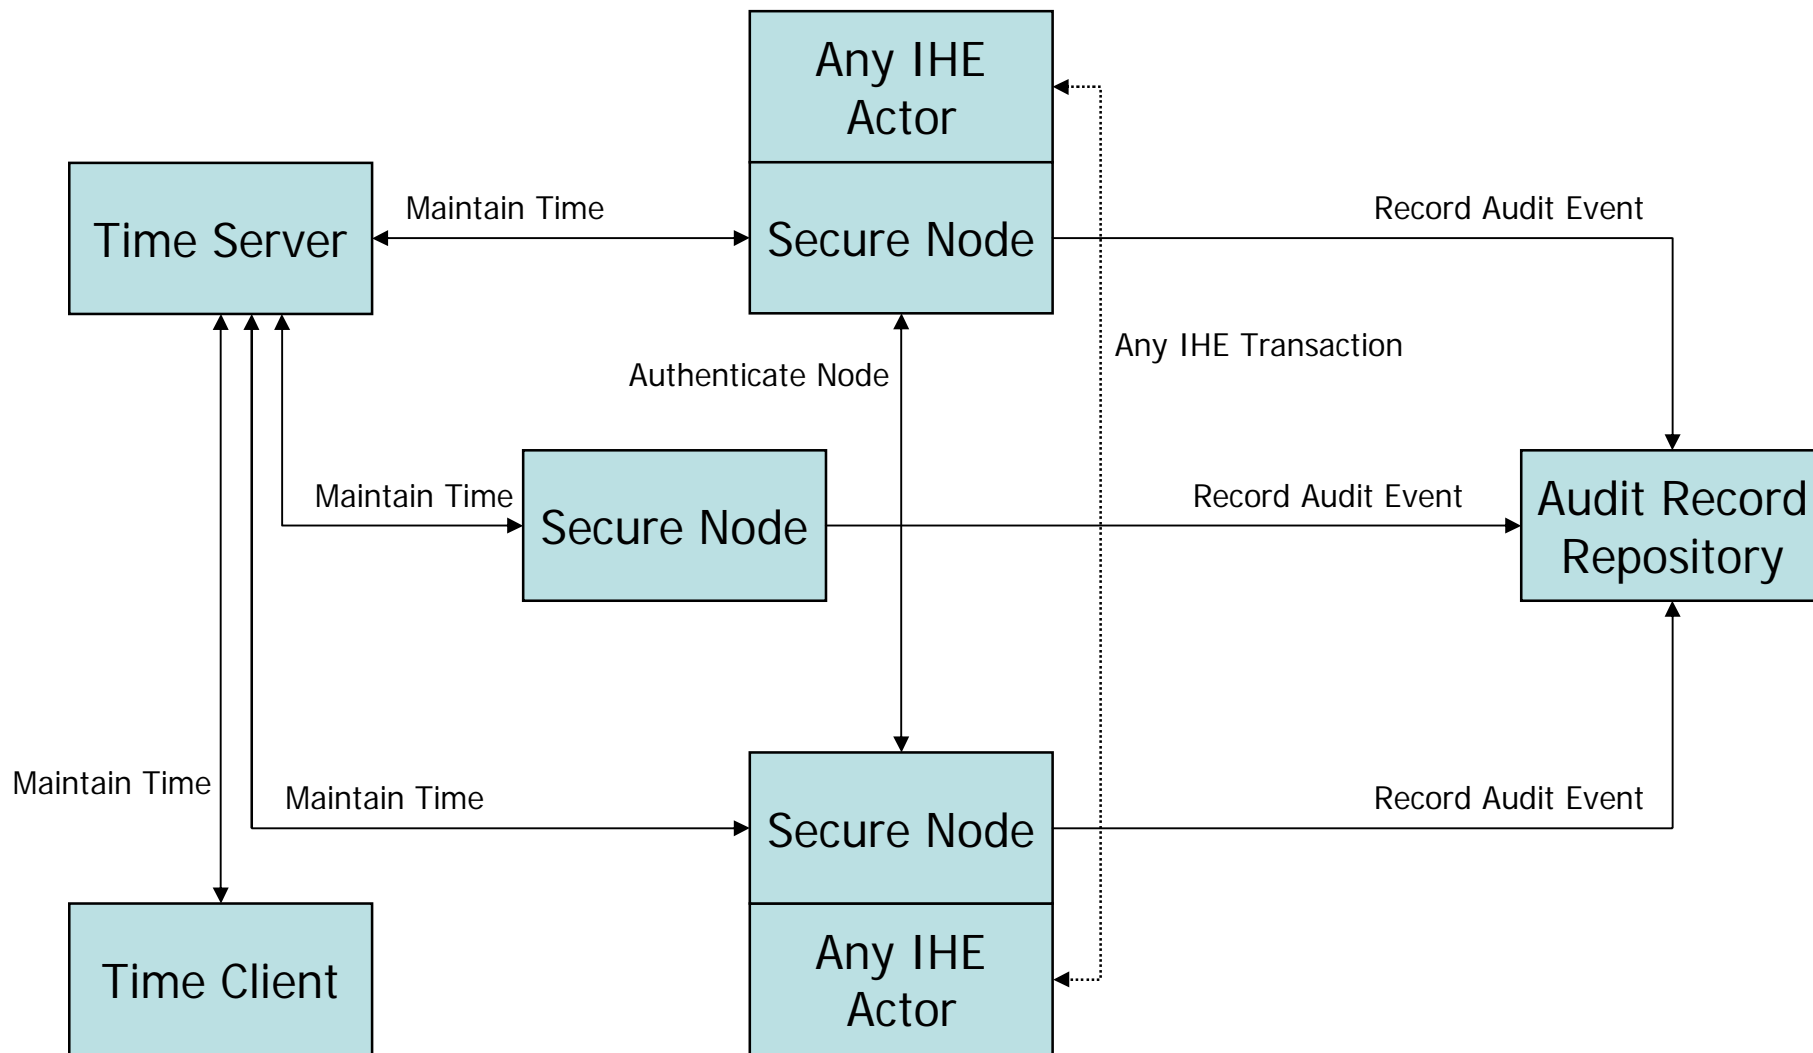 Any IHE
Actor
Time Server
Maintain Time
Secure Node
Record Audit Event
Authenticate Node
Any IHE Transaction
Maintain Time
Secure Node
Record Audit Event
Audit Record
Repository
Maintain Time
Maintain Time
Secure Node
Record Audit Event
Time Client
Any IHE
Actor